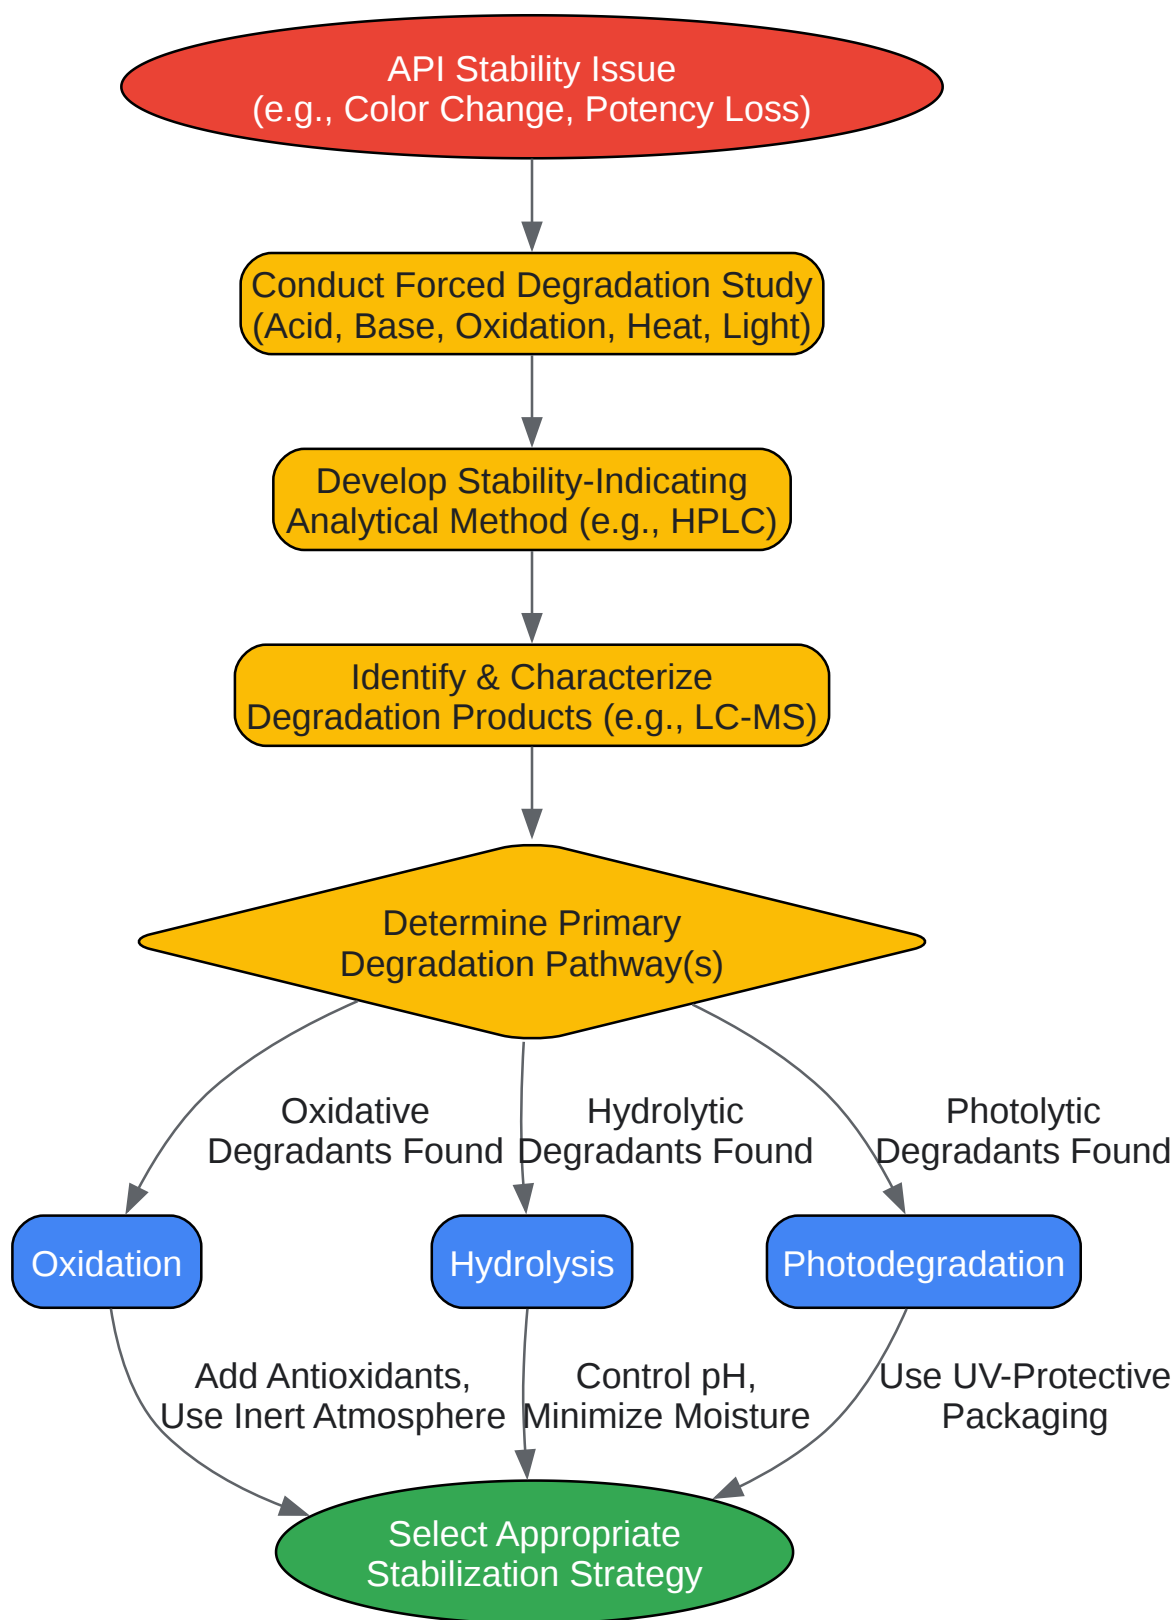 API Stability Issue
(e.g., Color Change, Potency Loss)
Conduct Forced Degradation Study
(Acid, Base, Oxidation, Heat, Light)
Develop Stability-Indicating
Analytical Method (e.g., HPLC)
Identify & Characterize
Degradation Products (e.g., LC-MS)
Determine Primary
Degradation Pathway(s)
Oxidative
Degradants Found
Hydrolytic
Degradants Found
Photolytic
Degradants Found
Oxidation
Hydrolysis
Photodegradation
Add Antioxidants,
Use Inert Atmosphere
Control pH,
Minimize Moisture
Use UV-Protective
Packaging
Select Appropriate
Stabilization Strategy